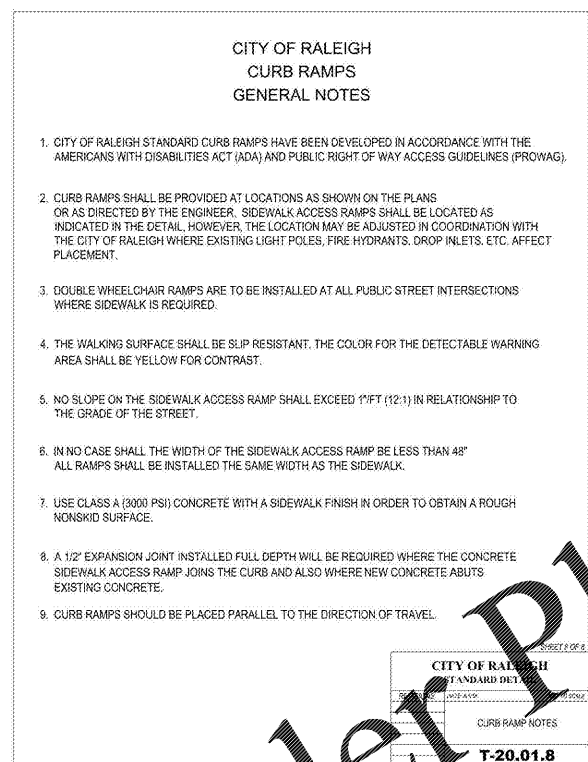 CITY OF RALEIGH
CURB RAMPS
GENERAL NOTES
1. CITY OF RALEIGH STANDARD CURB RAMPS HAVE BEEN DEVELOPED IN ACCORDANCE WITH THE
AMERICANS WITH DISABILITIES ACT (ADA) AND PUBLIC RIGHT OF WAY ACCESS GUIDELINES (PROWAG).
2. CURB RAMPS SHALL BE PROVIDED AT LOCATIONS AS SHOWN ON THE PLANS
OR AS DIRECTED BY THE ENGINEER. SIDEWALK ACCESS RAMPS SHALL BE LOCATED AS
INDICATED IN THE DETAIL, HOWEVER, THE LOCATION MAY BE ADJUSTED IN COORDINATION WITH
THE CITY OF RALEIGH WHERE EXISTING LIGHT POLES, FIRE HYDRANTS, DROP INLETS, ETC. AFFECT
PLACEMENT.
3. DOUBLE WHEELCHAIR RAMPS ARE TO BE INSTALLED AT ALL PUBLIC STREET INTERSECTIONS
WHERE SIDEWALK IS REQUIRED.
4. THE WALKING SURFACE SHALL BE SLIP RESISTANT. THE COLOR FOR THE DETECTABLE WARNING
AREA SHALL BE YELLOW FOR CONTRAST.
5. NO SLOPE ON THE SIDEWALK ACCESS RAMP SHALL EXCEED 1"/FT (12:1) IN RELATIONSHIP TO
THE GRADE OF THE STREET.
6. IN NO CASE SHALL THE WIDTH OF THE SIDEWALK ACCESS RAMP BE LESS THAN 48"
ALL RAMPS SHALL BE INSTALLED THE SAME WIDTH AS THE SIDEWALK.
7. USE CLASS A (3000 PSI) CONCRETE WITH A SIDEWALK FINISH IN ORDER TO OBTAIN A ROUGH
NONSKID SURFACE.
8. A 1/2" EXPANSION JOINT INSTALLED FULL DEPTH WILL BE REQUIRED WHERE THE CONCRETE
SIDEWALK ACCESS RAMP JOINS THE CURB AND ALSO WHERE NEW CONCRETE ABUTS
EXISTING CONCRETE.
9. CURB RAMPS SHOULD BE PLACED PARALLEL TO THE DIRECTION OF TRAVEL.
SHEET 8 OF 8
CITY OF RALEIGH
STANDARD DETAIL
CURB RAMP NOTES
T-20.01.8